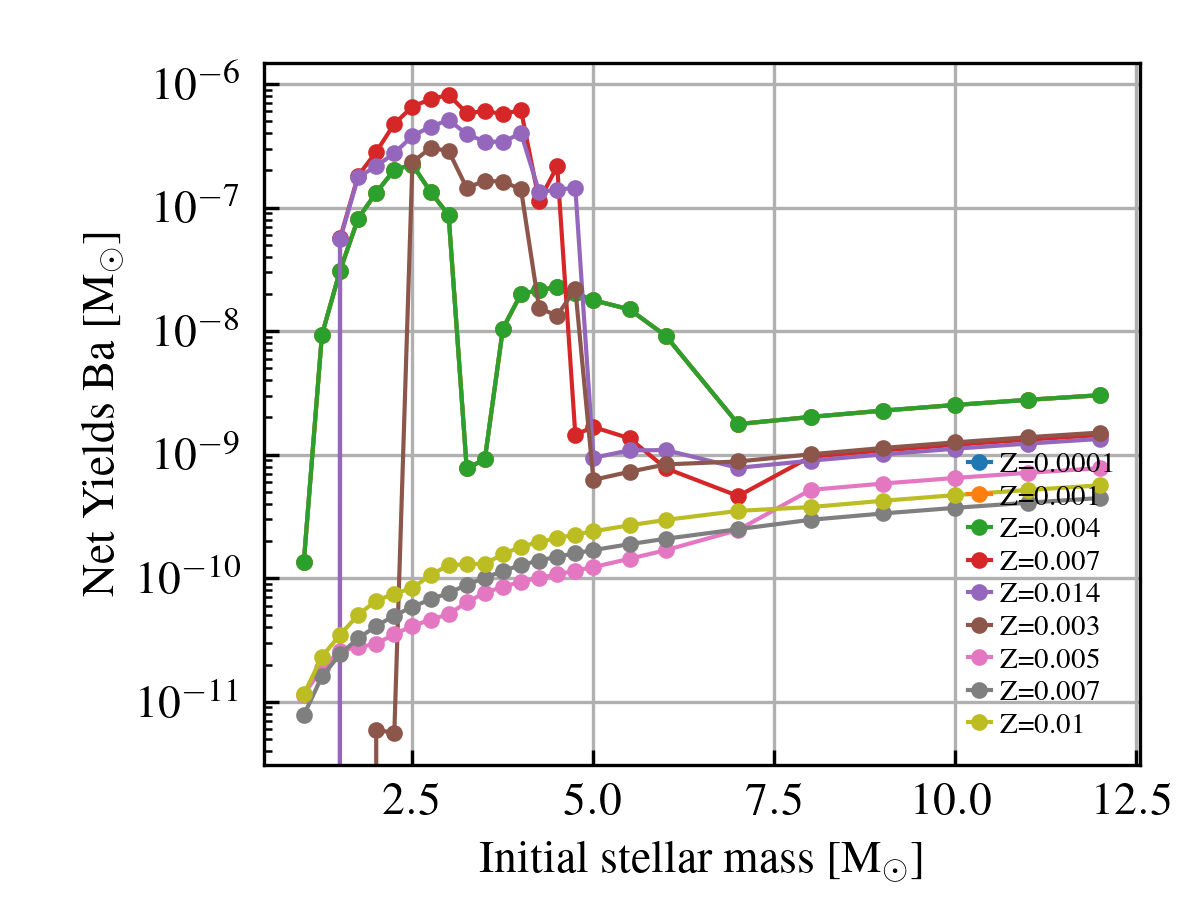 Net Yields Ba [M☉]
10⁻⁶
10⁻⁷
10⁻⁸
10⁻⁹
10⁻¹⁰
10⁻¹¹
Z=0.0001
Z=0.001
Z=0.004
Z=0.007
Z=0.014
Z=0.003
Z=0.005
Z=0.007
Z=0.01
2.5 5.0 7.5 10.0 12.5
Initial stellar mass [M☉]